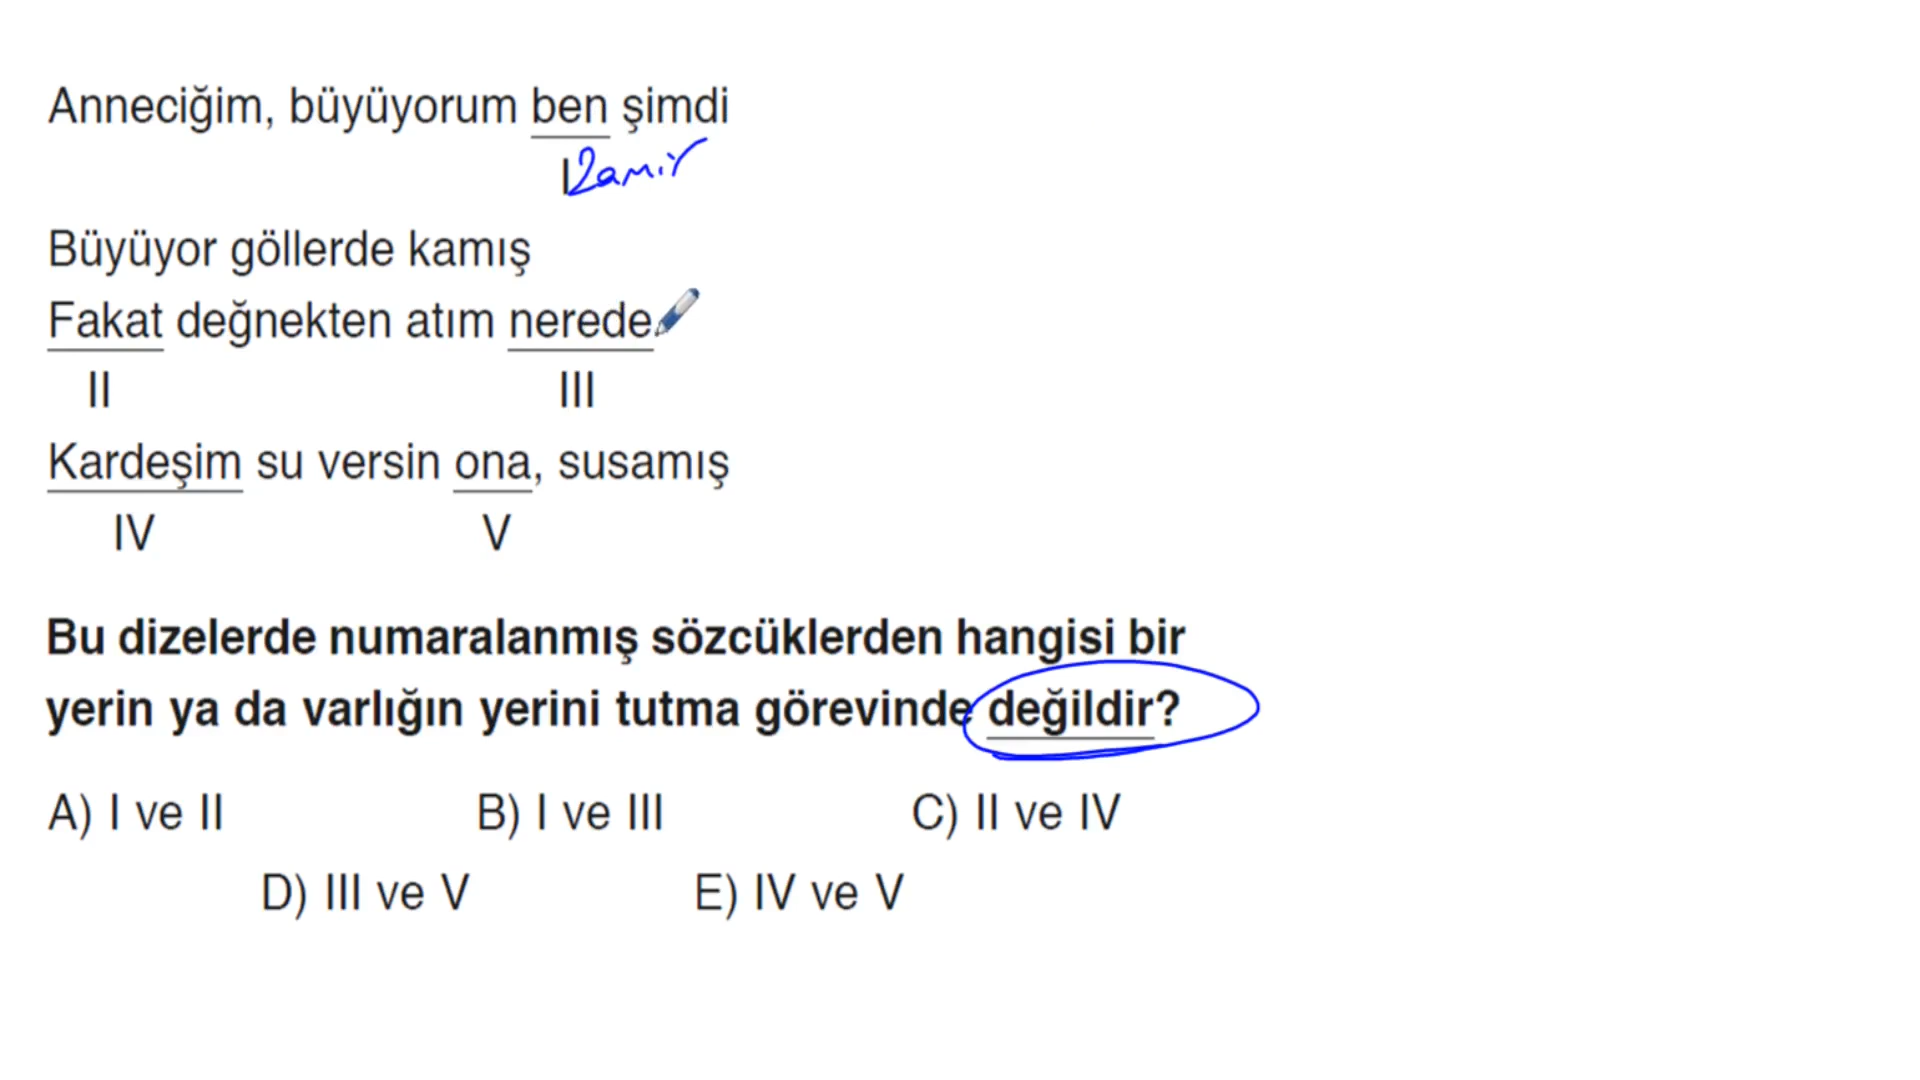 Anneciğim, büyüyorum ben şimdi
I zamir
Büyüyor göllerde kamış
Fakat değnekten atım nerede
II III
Kardeşim su versin ona, susamış
IV V
Bu dizelerde numaralanmış sözcüklerden hangisi bir
yerin ya da varlığın yerini tutma görevinde değildir?
A) I ve II B) I ve III C) II ve IV
D) III ve V E) IV ve V